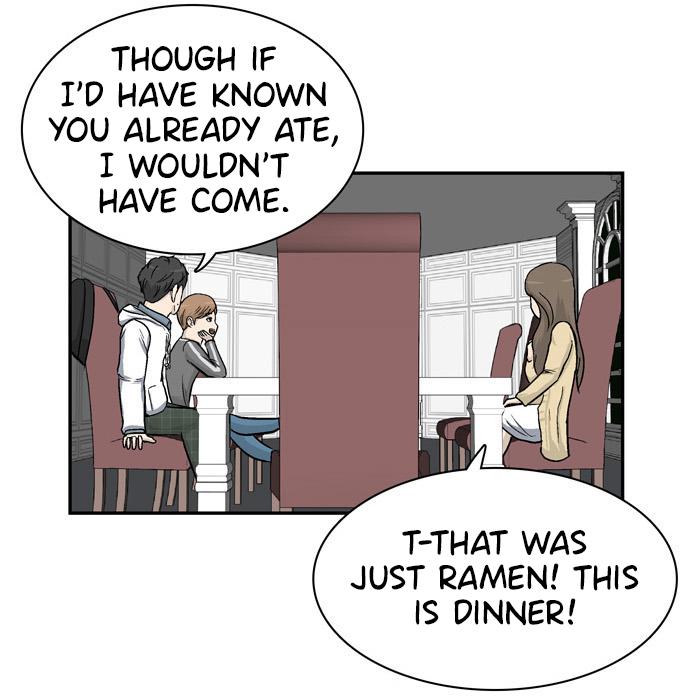 THOUGH IF
I'D HAVE KNOWN
YOU ALREADY ATE,
I WOULDN'T
HAVE COME.
T-THAT WAS
JUST RAMEN! THIS
IS DINNER!